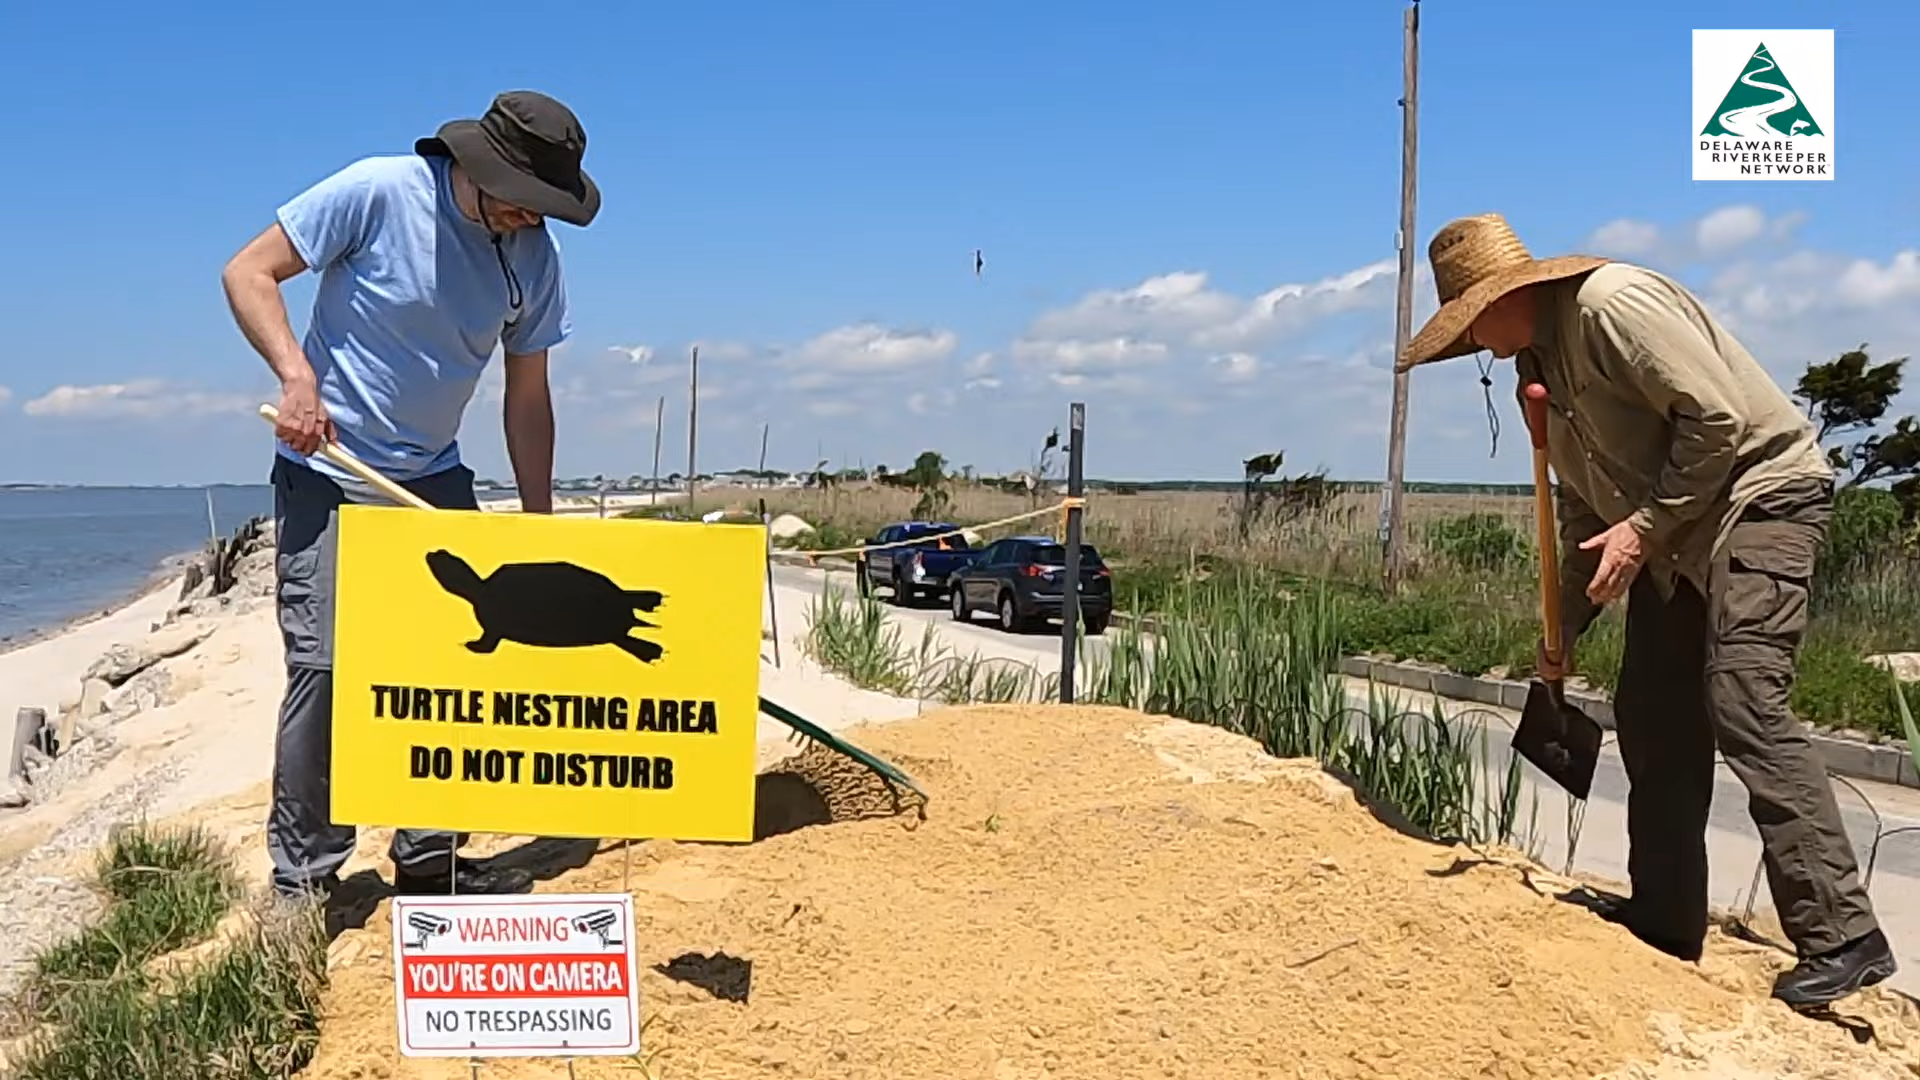 DELAWARE
RIVERKEEPER
NETWORK
TURTLE NESTING AREA
DO NOT DISTURB
WARNING
YOU'RE ON CAMERA
NO TRESPASSING